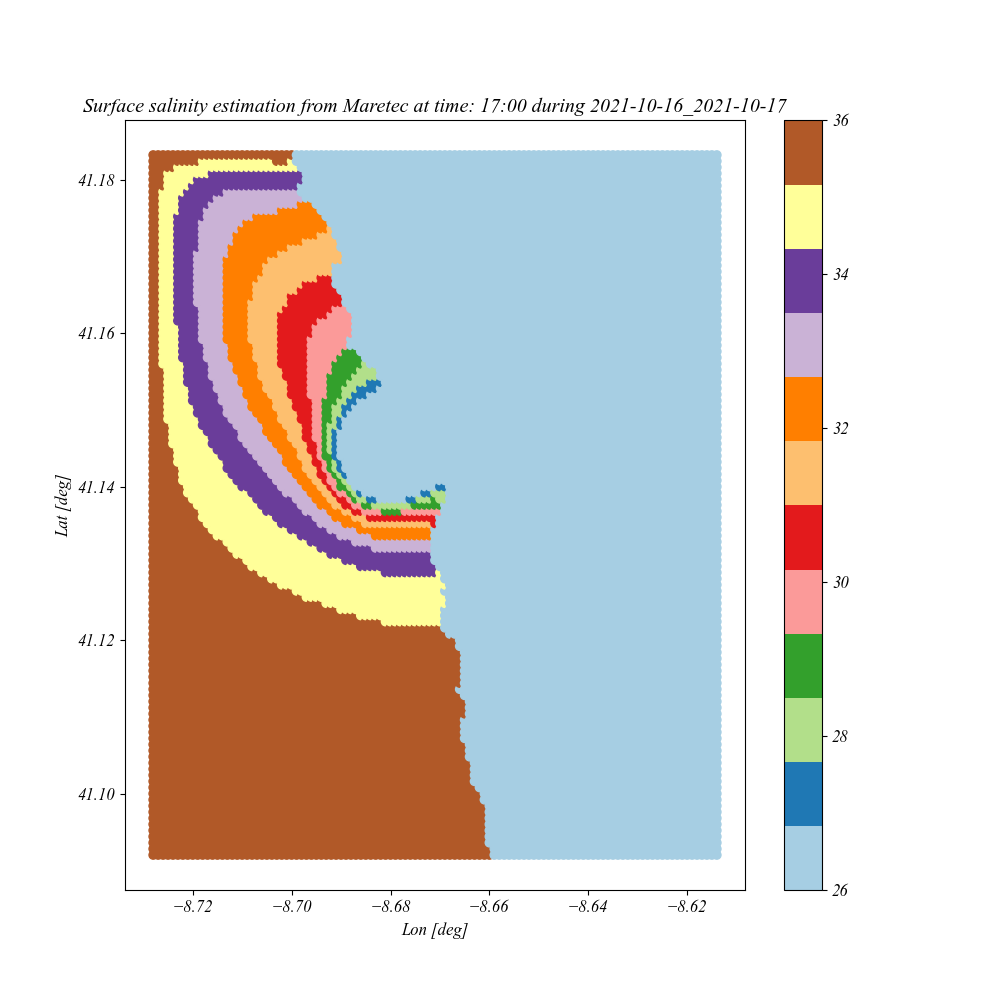 Surface salinity estimation from Maretec at time: 17:00 during 2021-10-16_2021-10-17
36
41.18
34
41.16
32
41.14
Lat [deg]
30
41.12
28
41.10
26
−8.72 −8.70 −8.68 −8.66 −8.64 −8.62
Lon [deg]